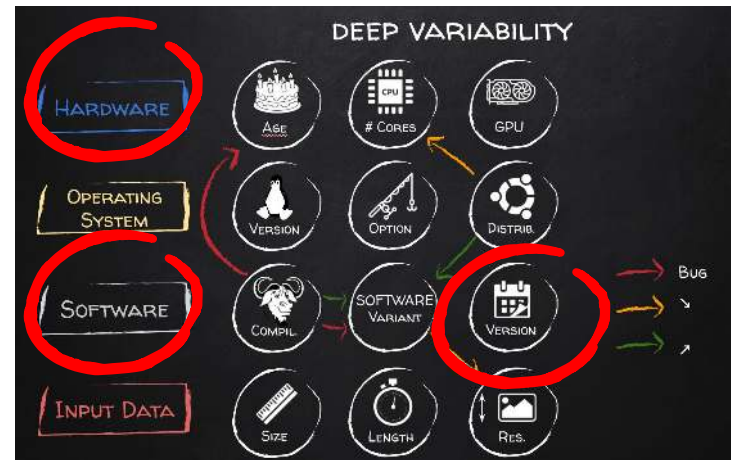 DEEP VARIABILITY
HARDWARE
AGE
CPU
# CORES
GPU
OPERATING
SYSTEM
VERSION
OPTION
DISTRIB.
SOFTWARE
COMPIL.
SOFTWARE
VARIANT
VERSION
BUG
↘
↗
INPUT DATA
SIZE
LENGTH
RES.